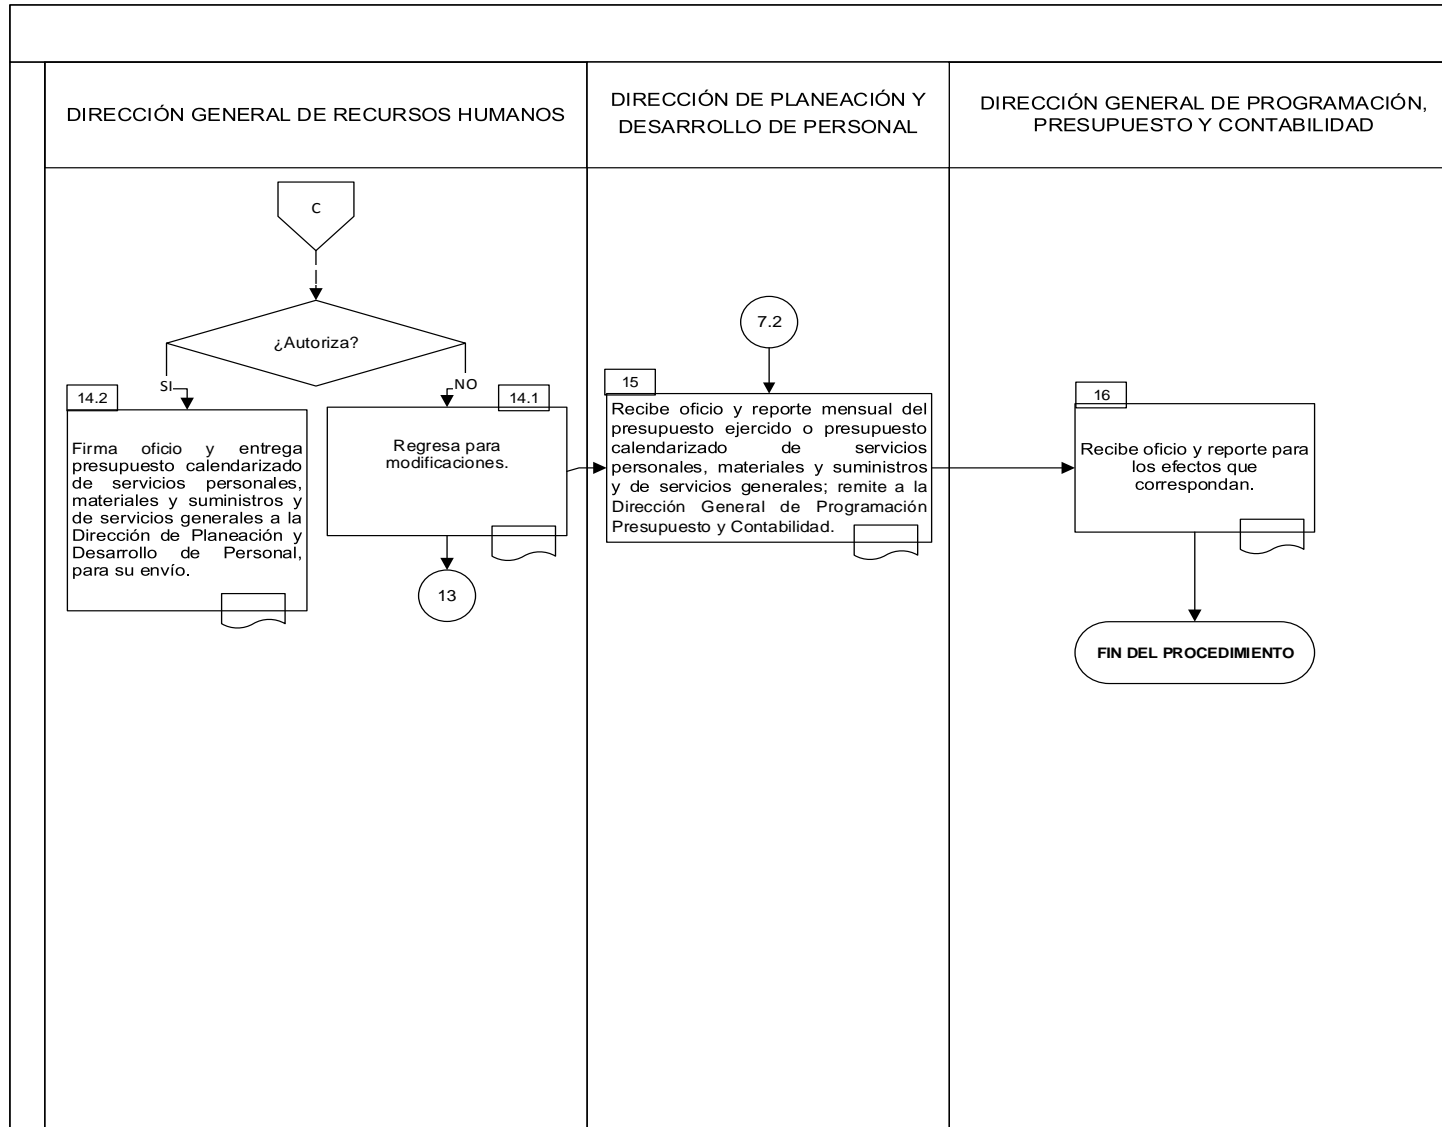 DIRECCIÓN GENERAL DE RECURSOS HUMANOS
DIRECCIÓN DE PLANEACIÓN Y
DESARROLLO DE PERSONAL
DIRECCIÓN GENERAL DE PROGRAMACIÓN,
PRESUPUESTO Y CONTABILIDAD
C
¿Autoriza?
SI
NO
14.2
Firma oficio y entrega
presupuesto calendarizado
de servicios personales,
materiales y suministros y
de servicios generales a la
Dirección de Planeación y
Desarrollo de Personal,
para su envío.
14.1
Regresa para
modificaciones.
13
7.2
15
Recibe oficio y reporte mensual del
presupuesto ejercido o presupuesto
calendarizado de servicios
personales, materiales y suministros
y de servicios generales; remite a la
Dirección General de Programación
Presupuesto y Contabilidad.
16
Recibe oficio y reporte para
los efectos que
correspondan.
FIN DEL PROCEDIMIENTO